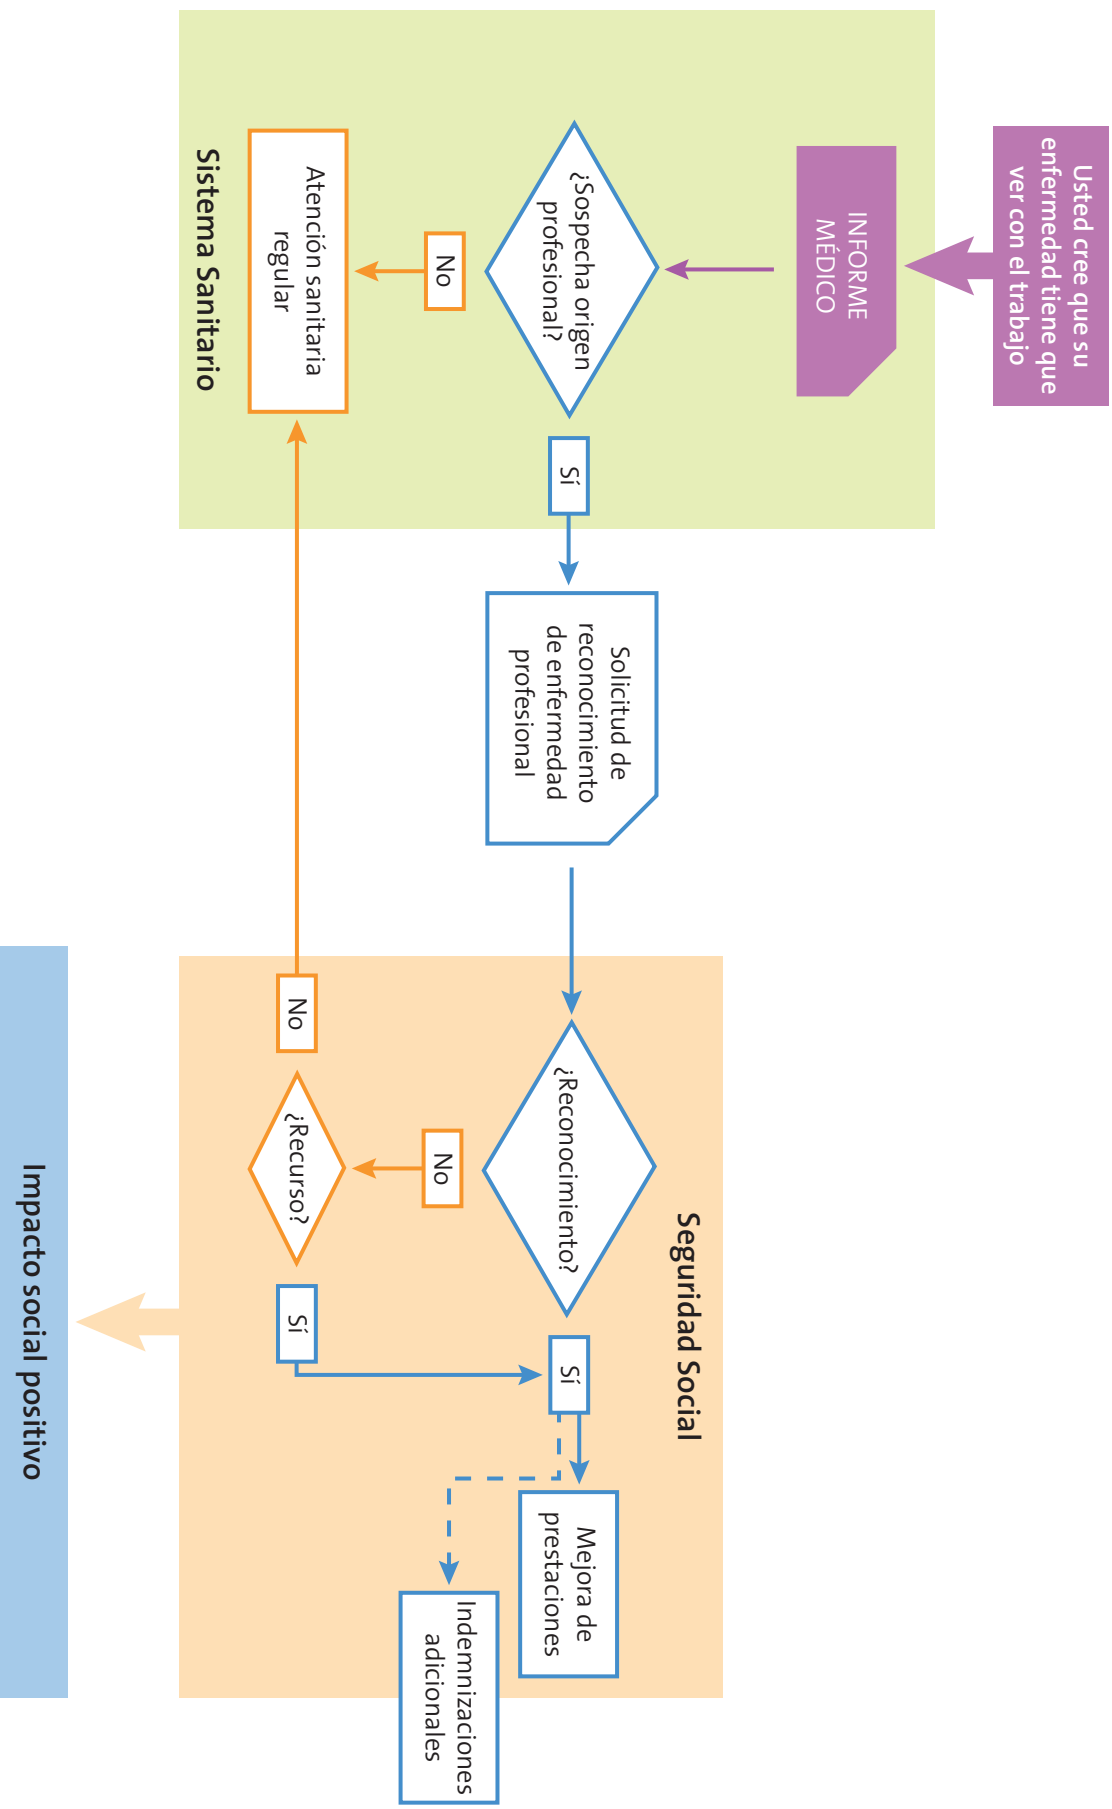 Usted cree que su
enfermedad tiene que
ver con el trabajo
INFORME
MÉDICO
¿Sospecha origen
profesional?
Sí
No
Atención sanitaria
regular
Sistema Sanitario
Solicitud de
reconocimiento
de enfermedad
profesional
Seguridad Social
¿Reconocimiento?
Sí
No
¿Recurso?
No
Sí
Mejora de
prestaciones
Indemnizaciones
adicionales
Impacto social positivo